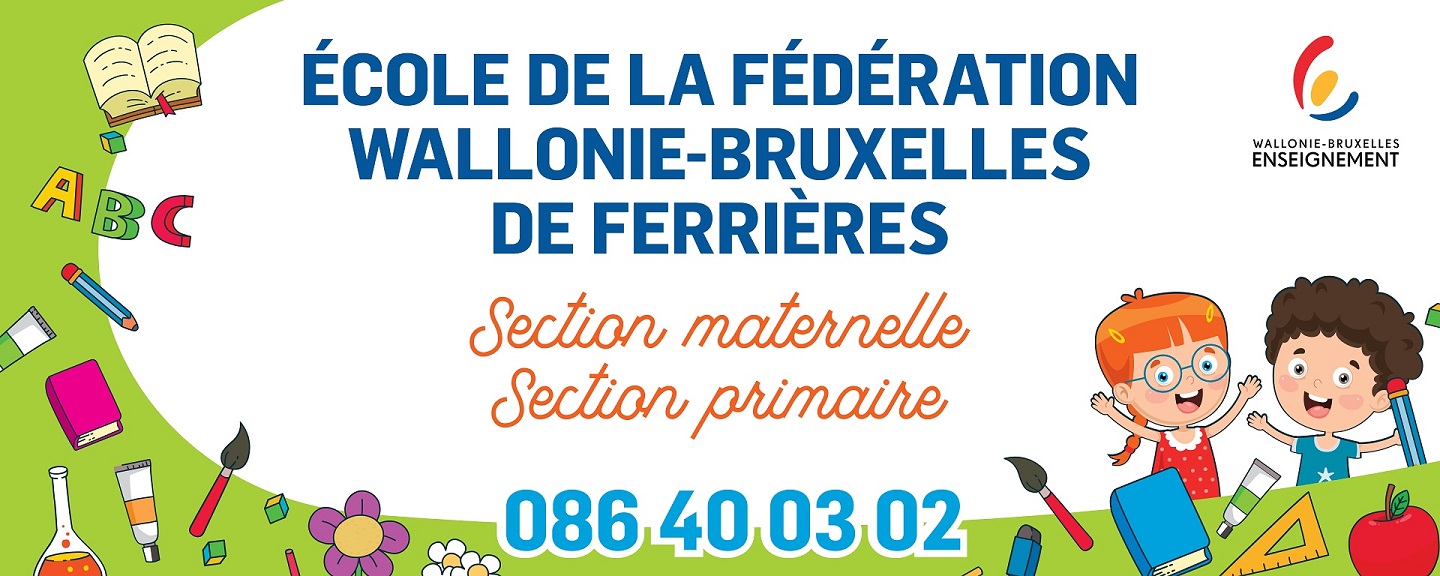 ÉCOLE DE LA FÉDÉRATION
WALLONIE-BRUXELLES
DE FERRIÈRES
WALLONIE-BRUXELLES
ENSEIGNEMENT
ABC
Section maternelle
Section primaire
086 40 03 02